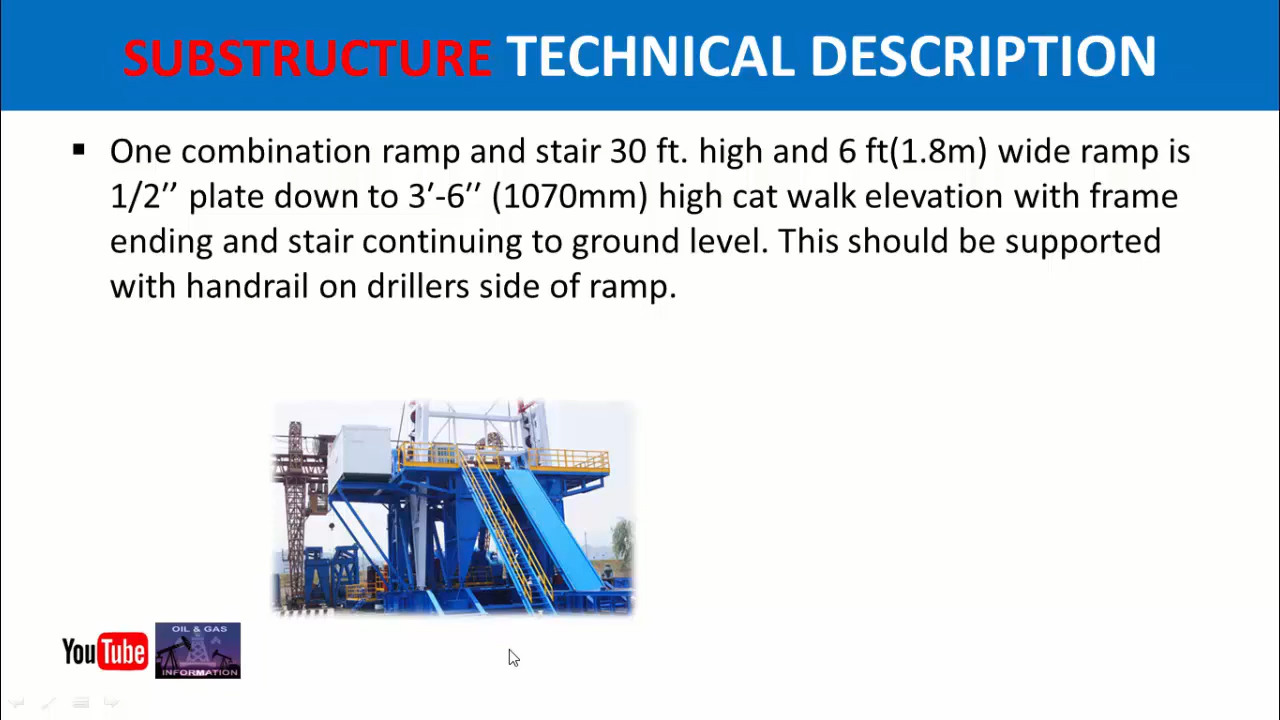 SUBSTRUCTURE TECHNICAL DESCRIPTION
▪ One combination ramp and stair 30 ft. high and 6 ft(1.8m) wide ramp is
1/2’’ plate down to 3’-6’’ (1070mm) high cat walk elevation with frame
ending and stair continuing to ground level. This should be supported
with handrail on drillers side of ramp.
YouTube
OIL & GAS
INFORMATION